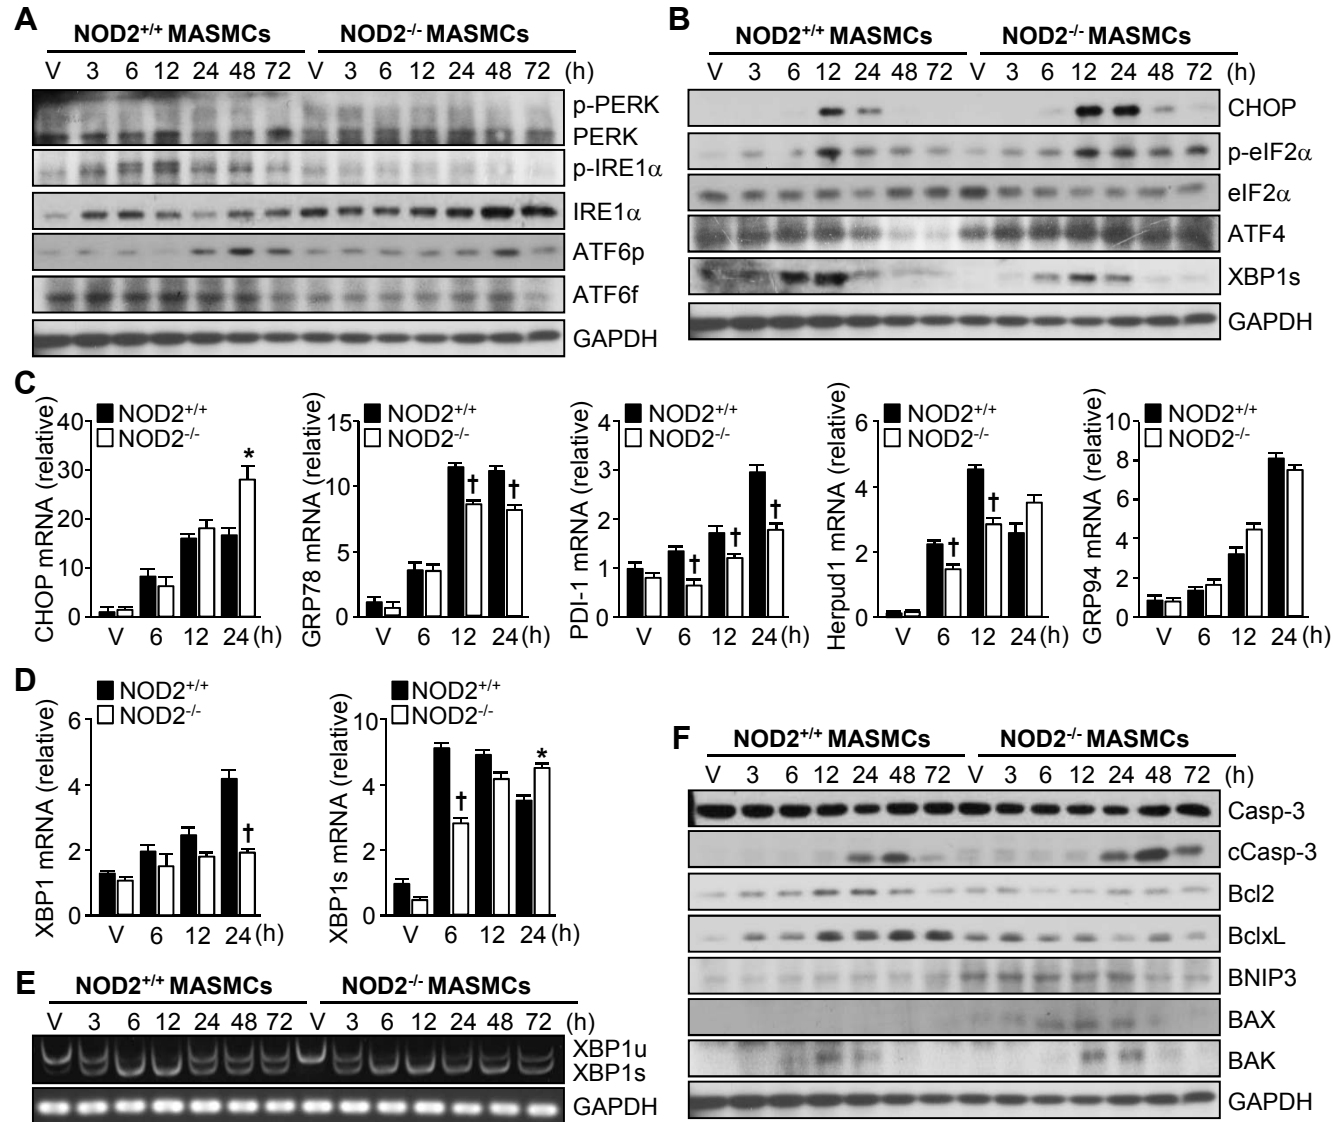 A
NOD2+/+ MASMCs NOD2-/- MASMCs
V 3 6 12 24 48 72 V 3 6 12 24 48 72 (h)
p-PERK
PERK
p-IRE1α
IRE1α
ATF6p
ATF6f
GAPDH
B
NOD2+/+ MASMCs NOD2-/- MASMCs
V 3 6 12 24 48 72 V 3 6 12 24 48 72 (h)
CHOP
p-eIF2α
eIF2α
ATF4
XBP1s
GAPDH
C
CHOP mRNA (relative)
40
30
20
10
0
NOD2+/+
NOD2-/-
*
V 6 12 24 (h)
GRP78 mRNA (relative)
15
10
5
0
NOD2+/+
NOD2-/-
† †
V 6 12 24 (h)
PDI-1 mRNA (relative)
4
3
2
1
0
NOD2+/+
NOD2-/-
† † †
V 6 12 24 (h)
Herpud1 mRNA (relative)
6
4
2
0
NOD2+/+
NOD2-/-
† †
V 6 12 24 (h)
GRP94 mRNA (relative)
10
8
6
4
2
0
NOD2+/+
NOD2-/-
V 6 12 24 (h)
D
XBP1 mRNA (relative)
6
4
2
0
NOD2+/+
NOD2-/-
†
V 6 12 24 (h)
XBP1s mRNA (relative)
10
4
2
0
NOD2+/+
NOD2-/-
† *
V 6 12 24 (h)
E
NOD2+/+ MASMCs NOD2-/- MASMCs
V 3 6 12 24 48 72 V 3 6 12 24 48 72 (h)
XBP1u
XBP1s
GAPDH
F
NOD2+/+ MASMCs NOD2-/- MASMCs
V 3 6 12 24 48 72 V 3 6 12 24 48 72 (h)
Casp-3
cCasp-3
Bcl2
BclxL
BNIP3
BAX
BAK
GAPDH